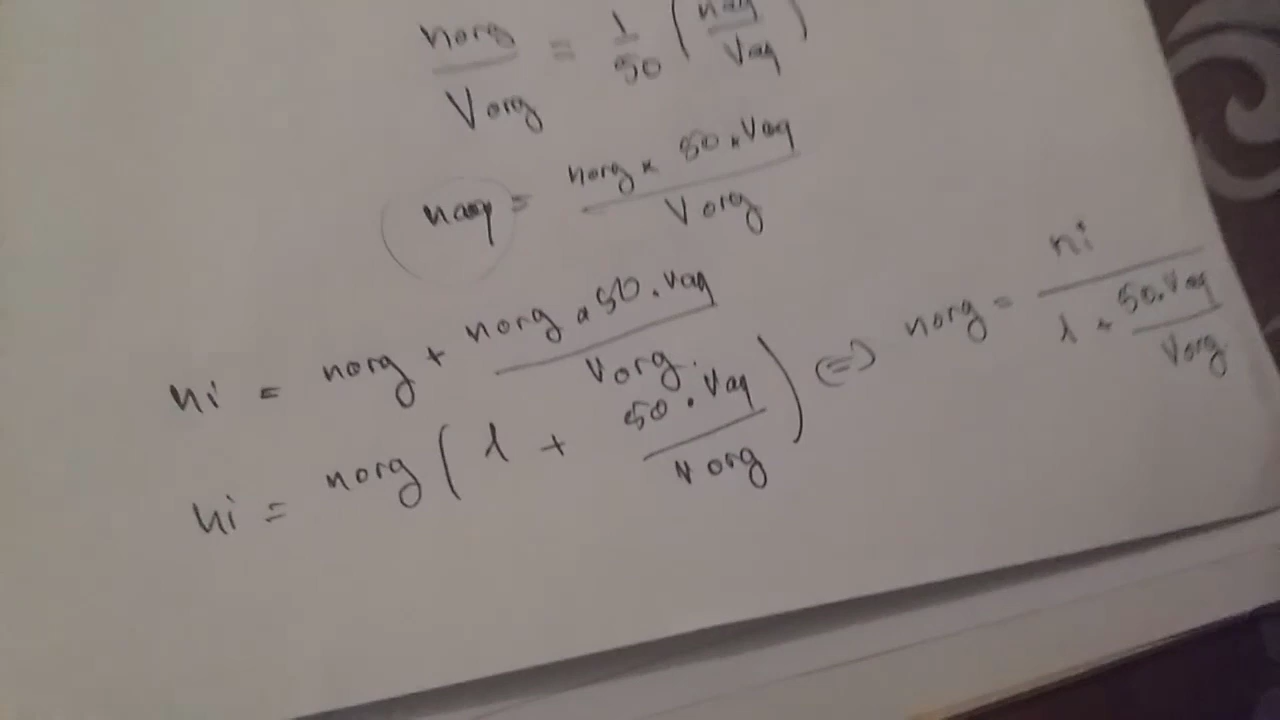 norg/Vorg = 1/50 (naq/Vaq)
naq = norg x 50 x Vaq / Vorg
ni = norg + norg x 50 . Vaq / Vorg
ni = norg ( 1 + 50 . Vaq / Vorg ) <=> norg = ni / 1 + 50.Vaq / Vorg